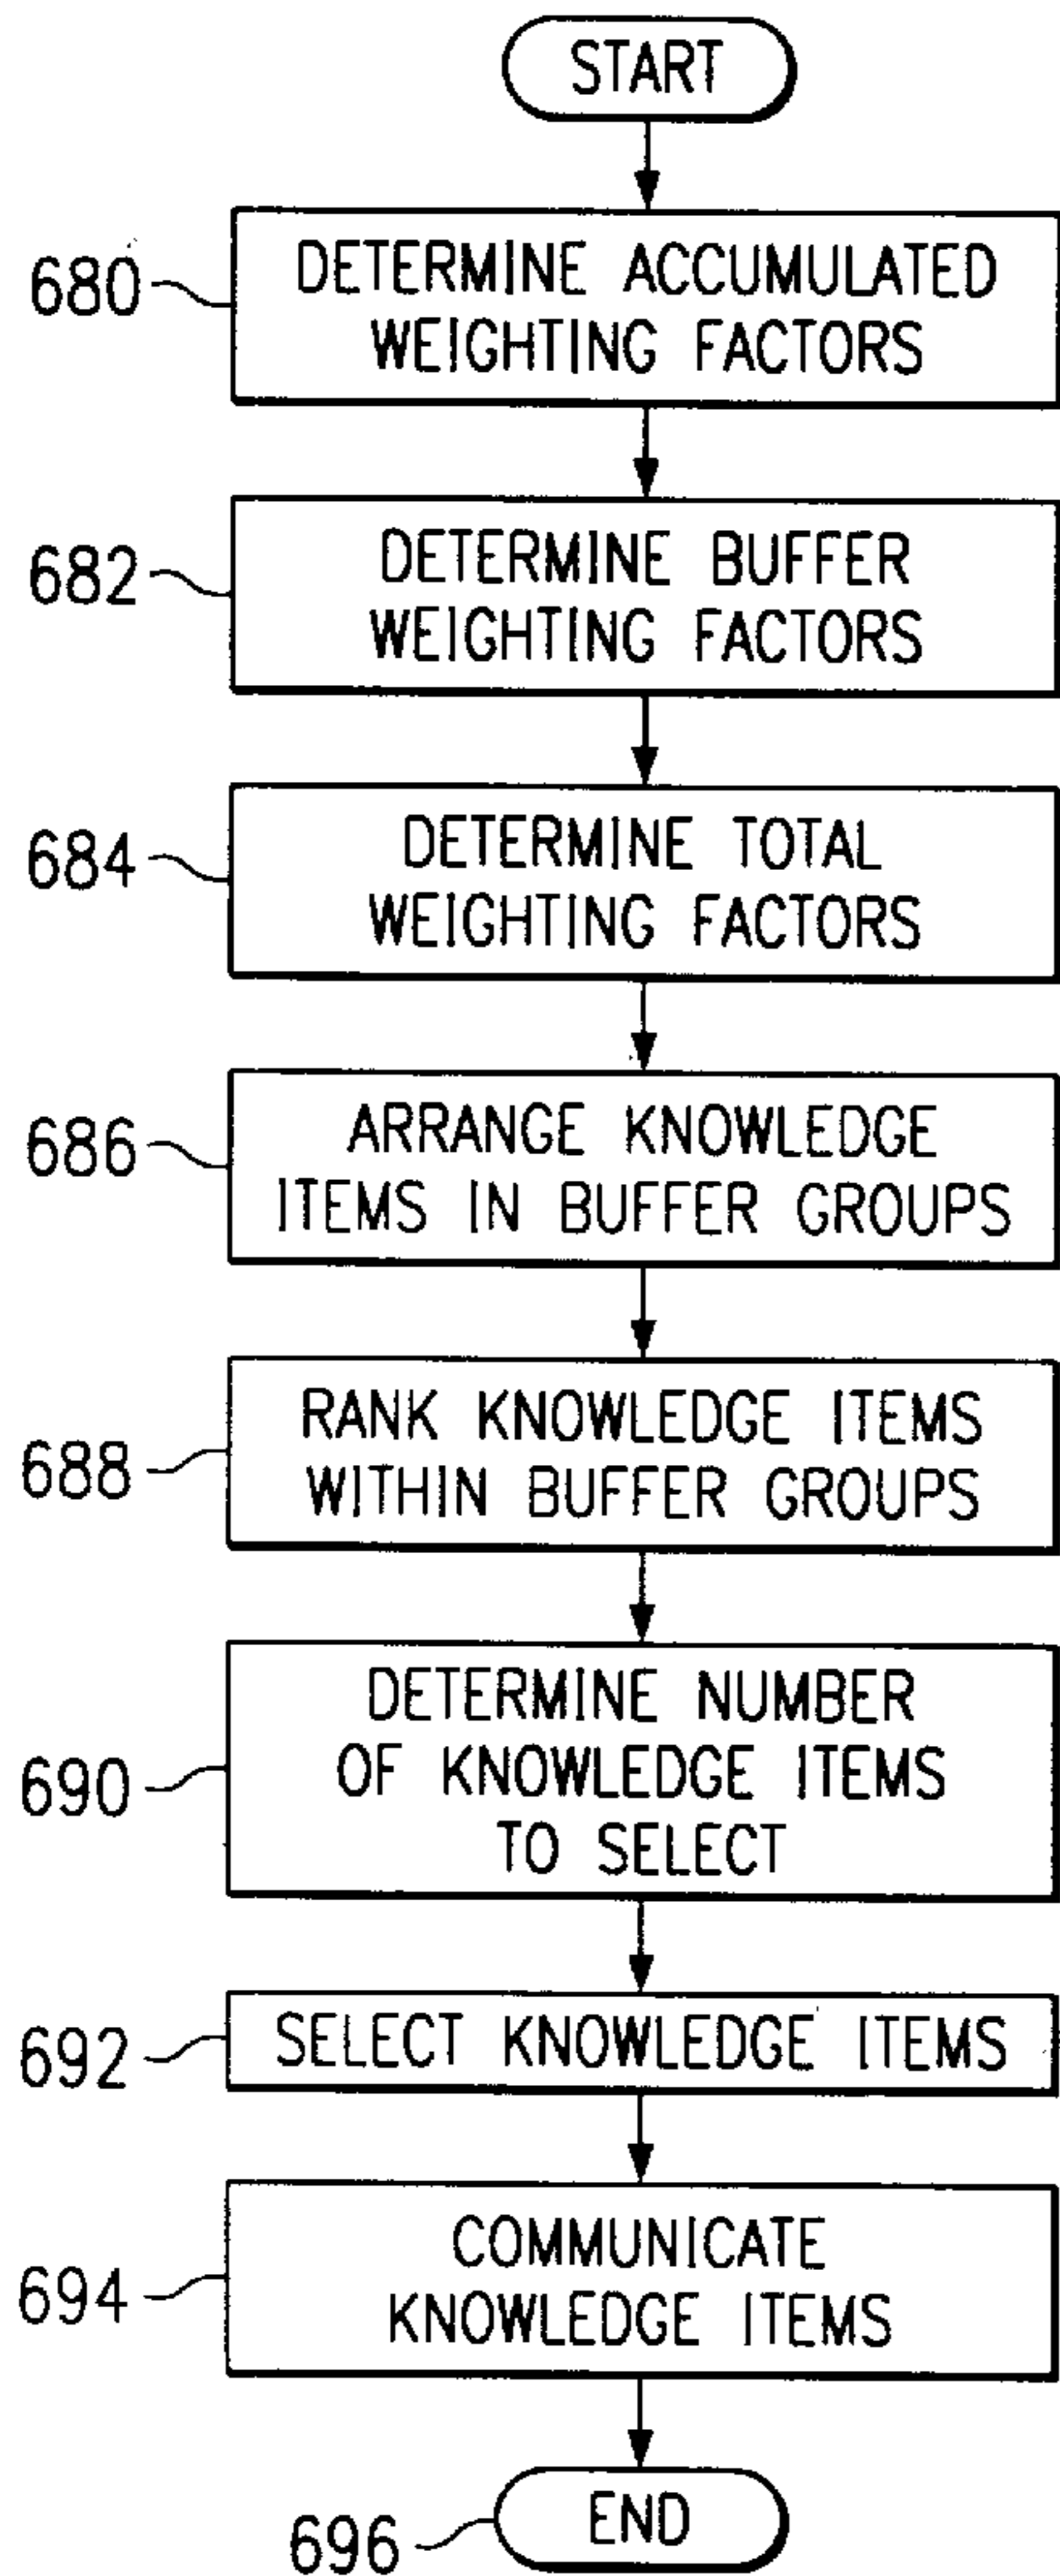 START
680
DETERMINE ACCUMULATED
WEIGHTING FACTORS
682
DETERMINE BUFFER
WEIGHTING FACTORS
684
DETERMINE TOTAL
WEIGHTING FACTORS
686
ARRANGE KNOWLEDGE
ITEMS IN BUFFER GROUPS
688
RANK KNOWLEDGE ITEMS
WITHIN BUFFER GROUPS
690
DETERMINE NUMBER
OF KNOWLEDGE ITEMS
TO SELECT
692
SELECT KNOWLEDGE ITEMS
694
COMMUNICATE
KNOWLEDGE ITEMS
696
END